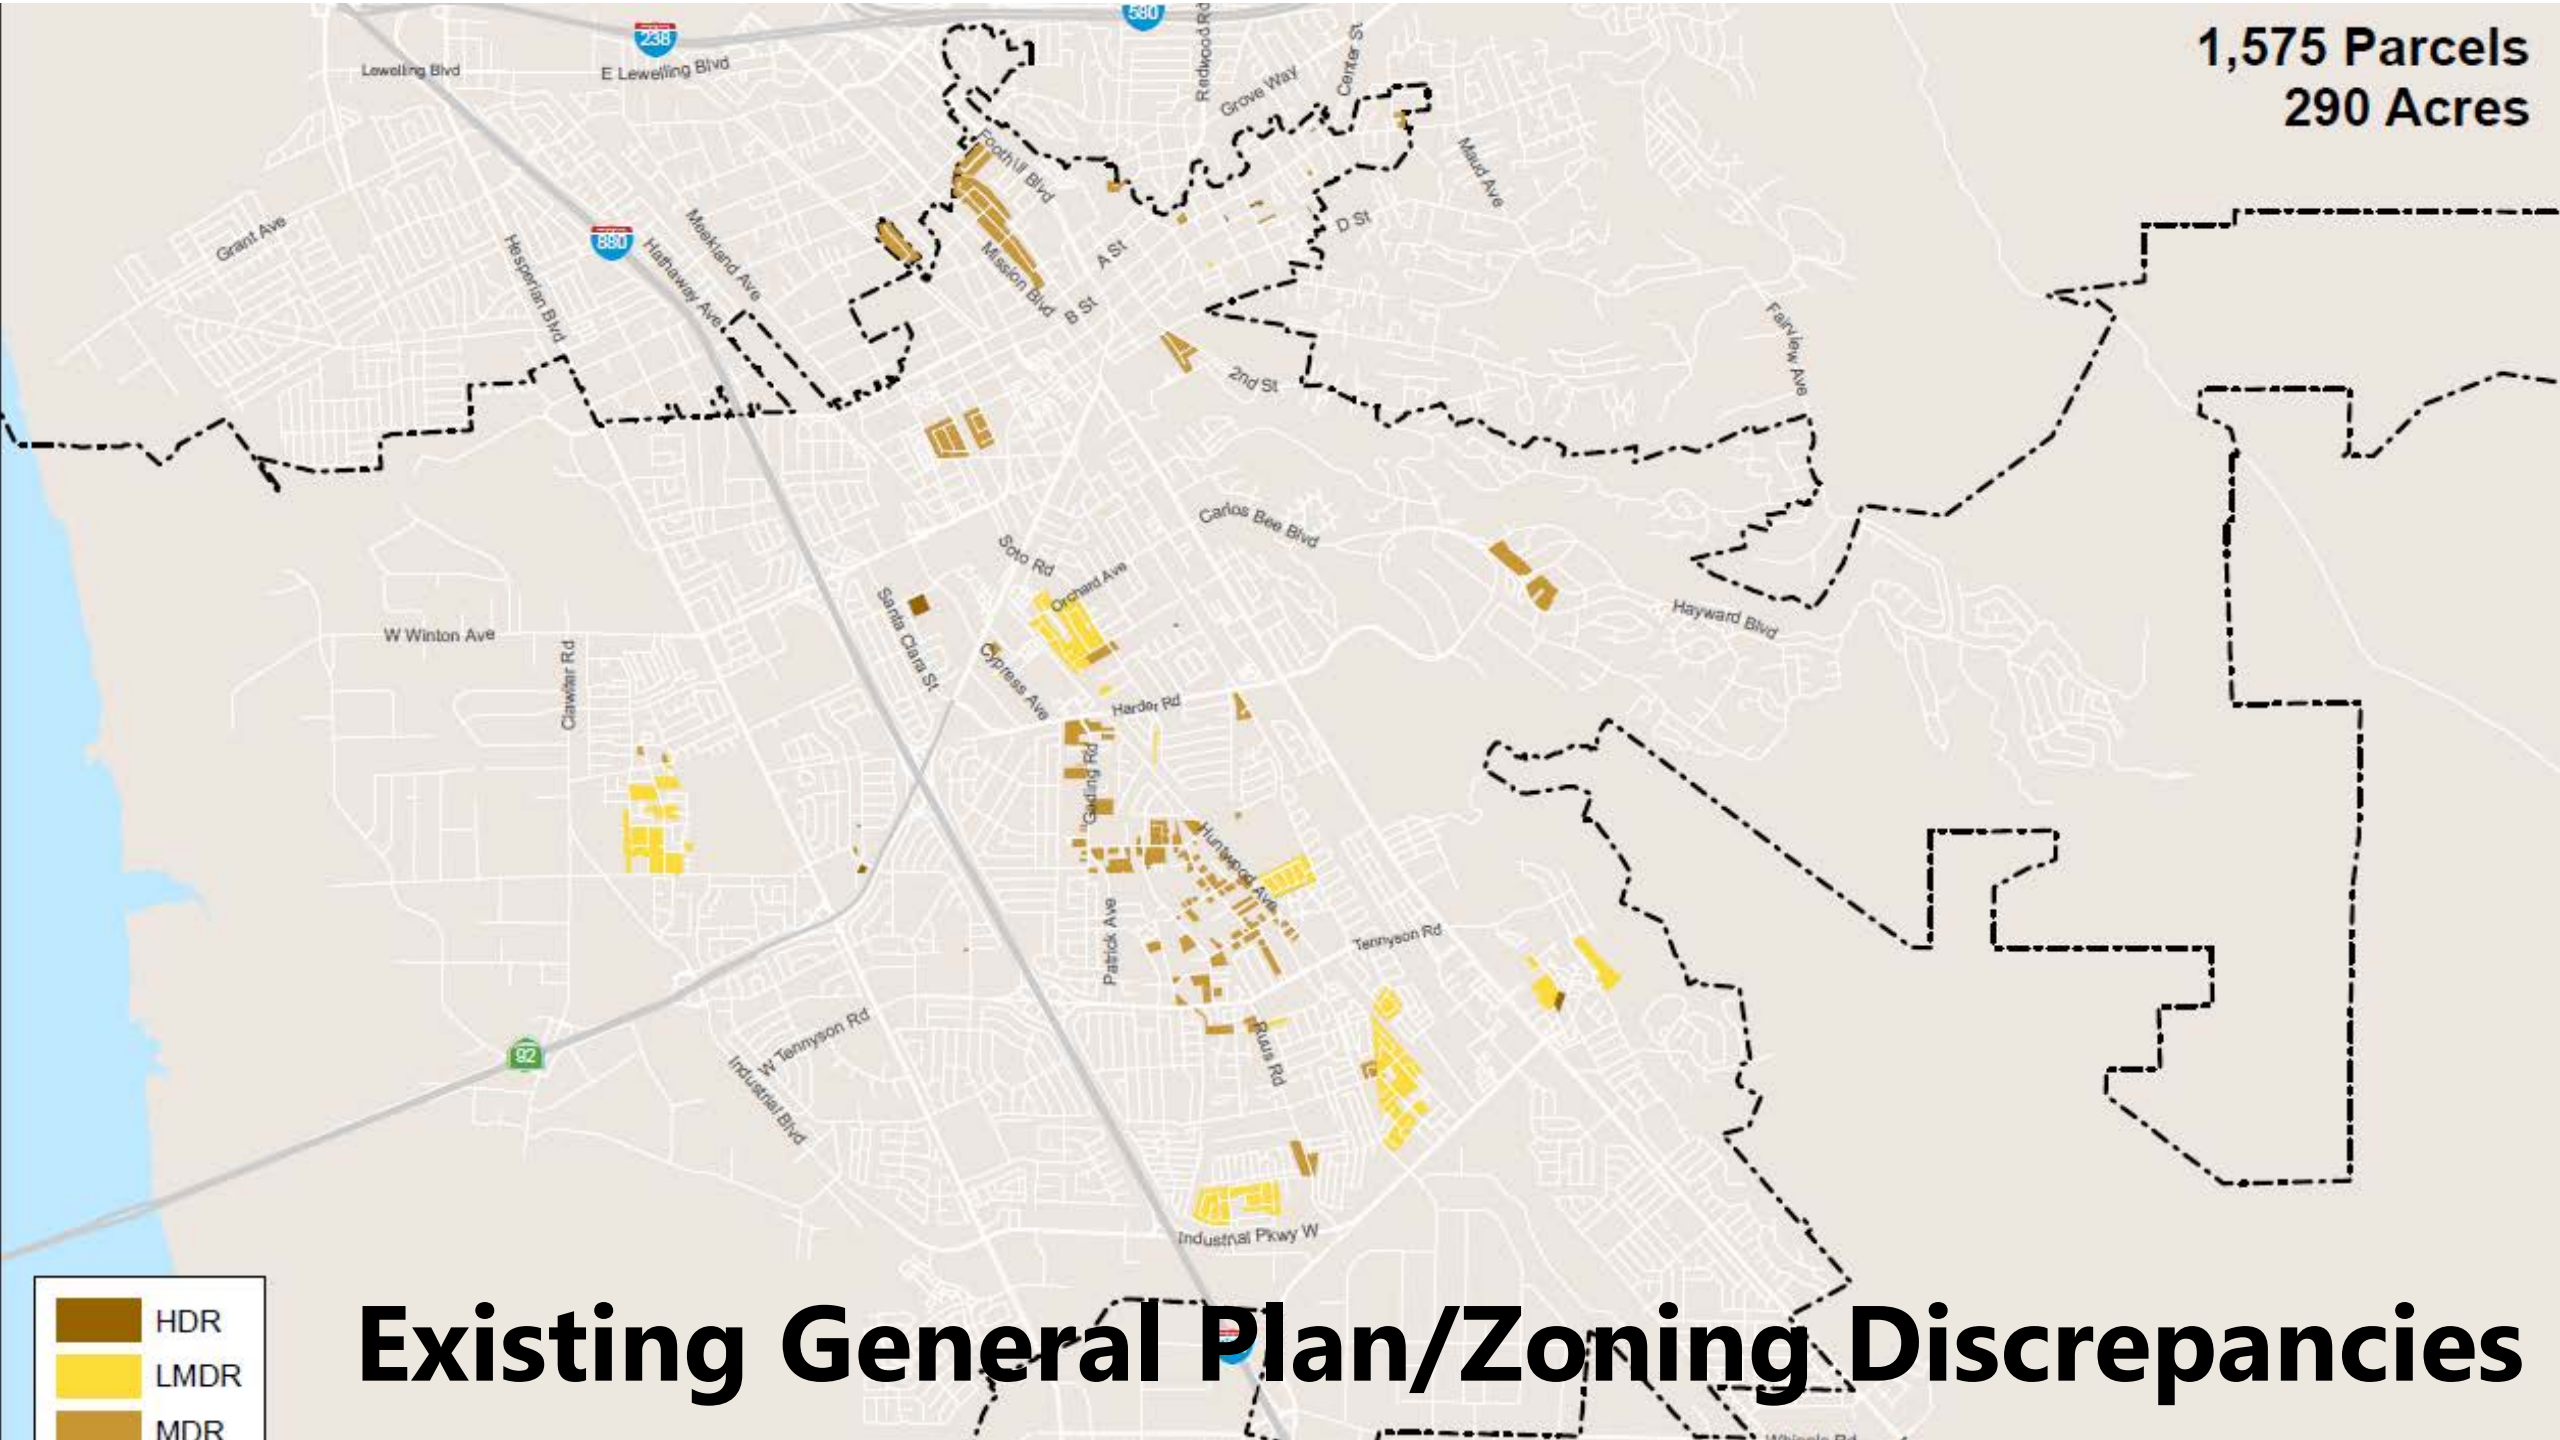 1,575 Parcels
290 Acres
580
238
Lewelling Blvd
E Lewelling Blvd
Redwood Rd
Center St
Grove Way
Foothill Blvd
Maud Ave
Grant Ave
Meekland Ave
880
Hathaway Ave
Hesperian Blvd
D St
A St
Mission Blvd
B St
Fairview Ave
2nd St
Carlos Bee Blvd
Soto Rd
Orchard Ave
Santa Clara St
W Winton Ave
Hayward Blvd
Clawiter Rd
Cypress Ave
Harder Rd
Gading Rd
Huntwood Ave
Patrick Ave
Tennyson Rd
W Tennyson Rd
Ruus Rd
92
Industrial Blvd
Industrial Pkwy W
HDR
LMDR
MDR
Existing General Plan/Zoning Discrepancies
Whipple Rd